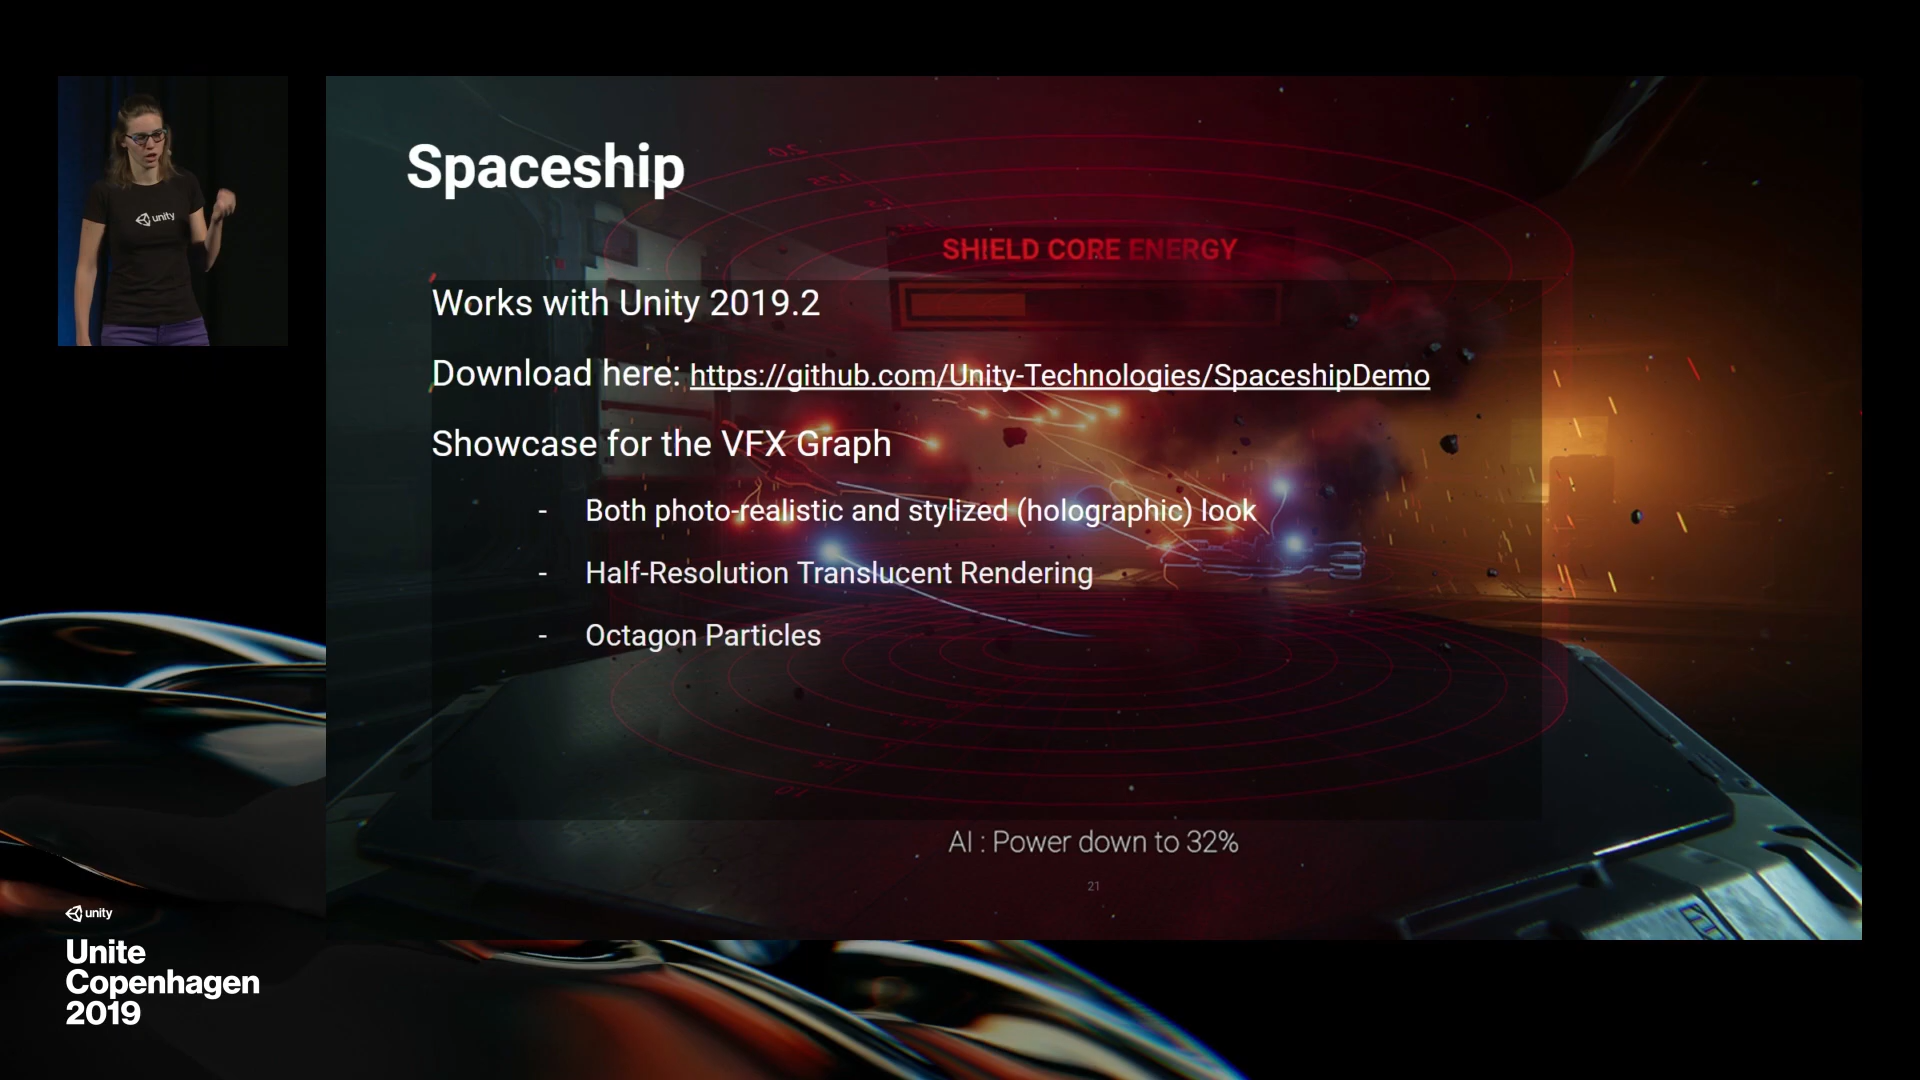 unity
Spaceship
SHIELD CORE ENERGY
Works with Unity 2019.2
Download here: https://github.com/Unity-Technologies/SpaceshipDemo
Showcase for the VFX Graph
- Both photo-realistic and stylized (holographic) look
- Half-Resolution Translucent Rendering
- Octagon Particles
AI : Power down to 32%
21
unity
Unite
Copenhagen
2019